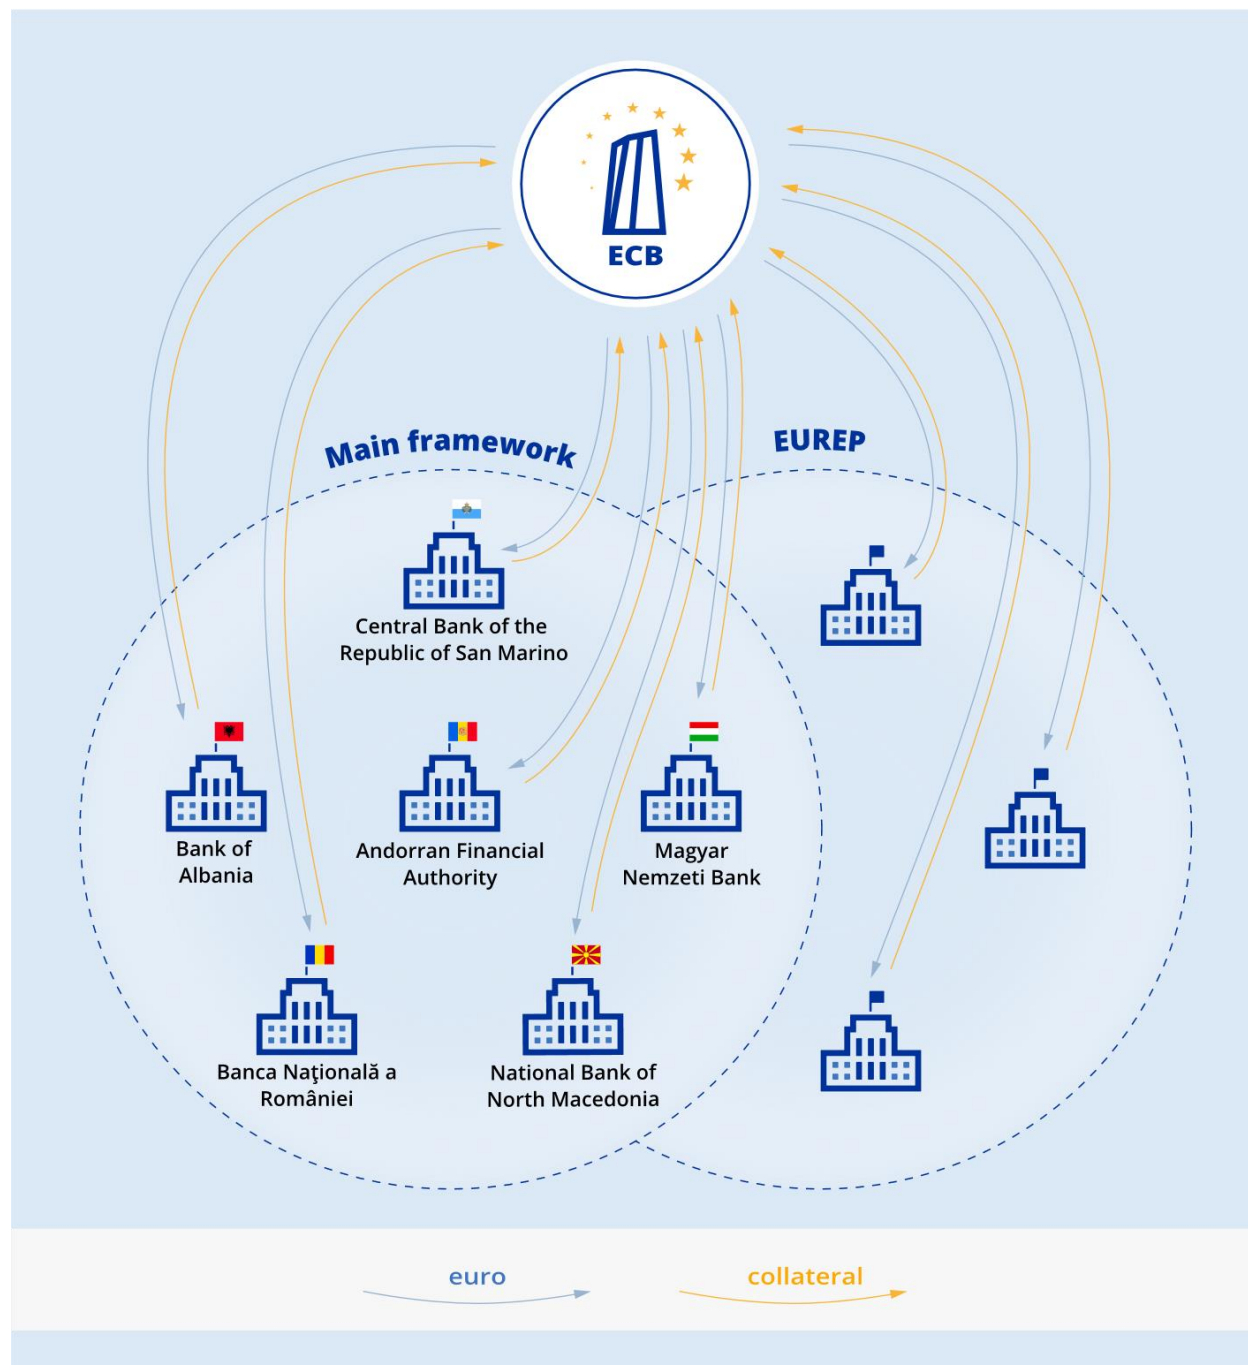 ECB
Main framework
EUREP
Central Bank of the
Republic of San Marino
Bank of
Albania
Andorran Financial
Authority
Magyar
Nemzeti Bank
Banca Naţională a
României
National Bank of
North Macedonia
euro
collateral